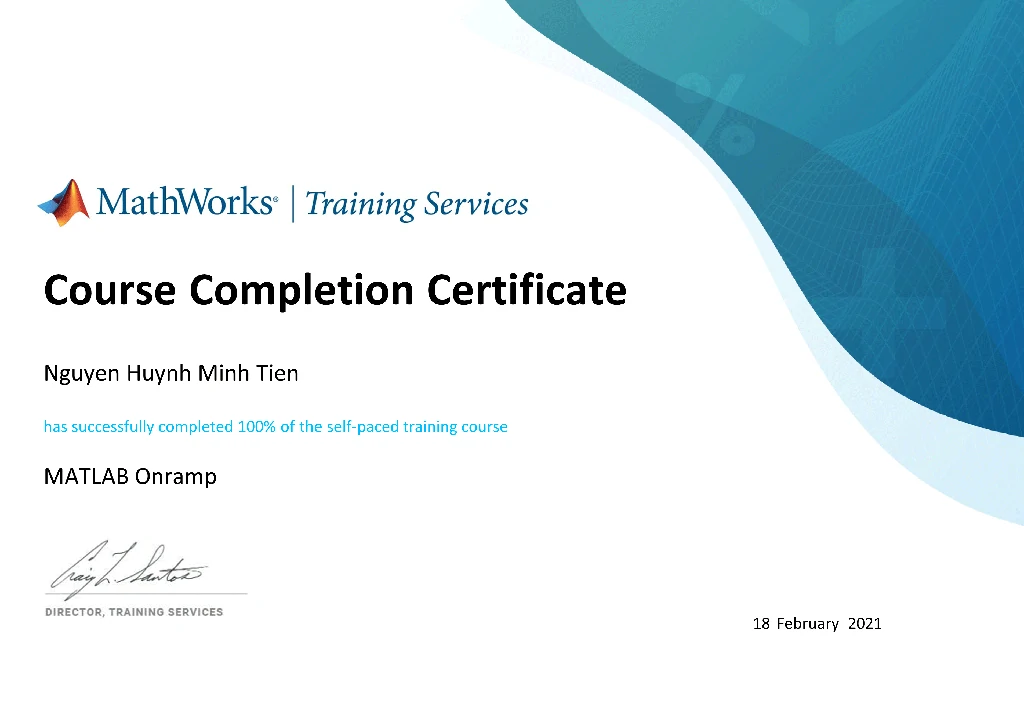 MathWorks® | Training Services
Course Completion Certificate
Nguyen Huynh Minh Tien
has successfully completed 100% of the self-paced training course
MATLAB Onramp
Craig L. Santos
DIRECTOR, TRAINING SERVICES
18 February 2021